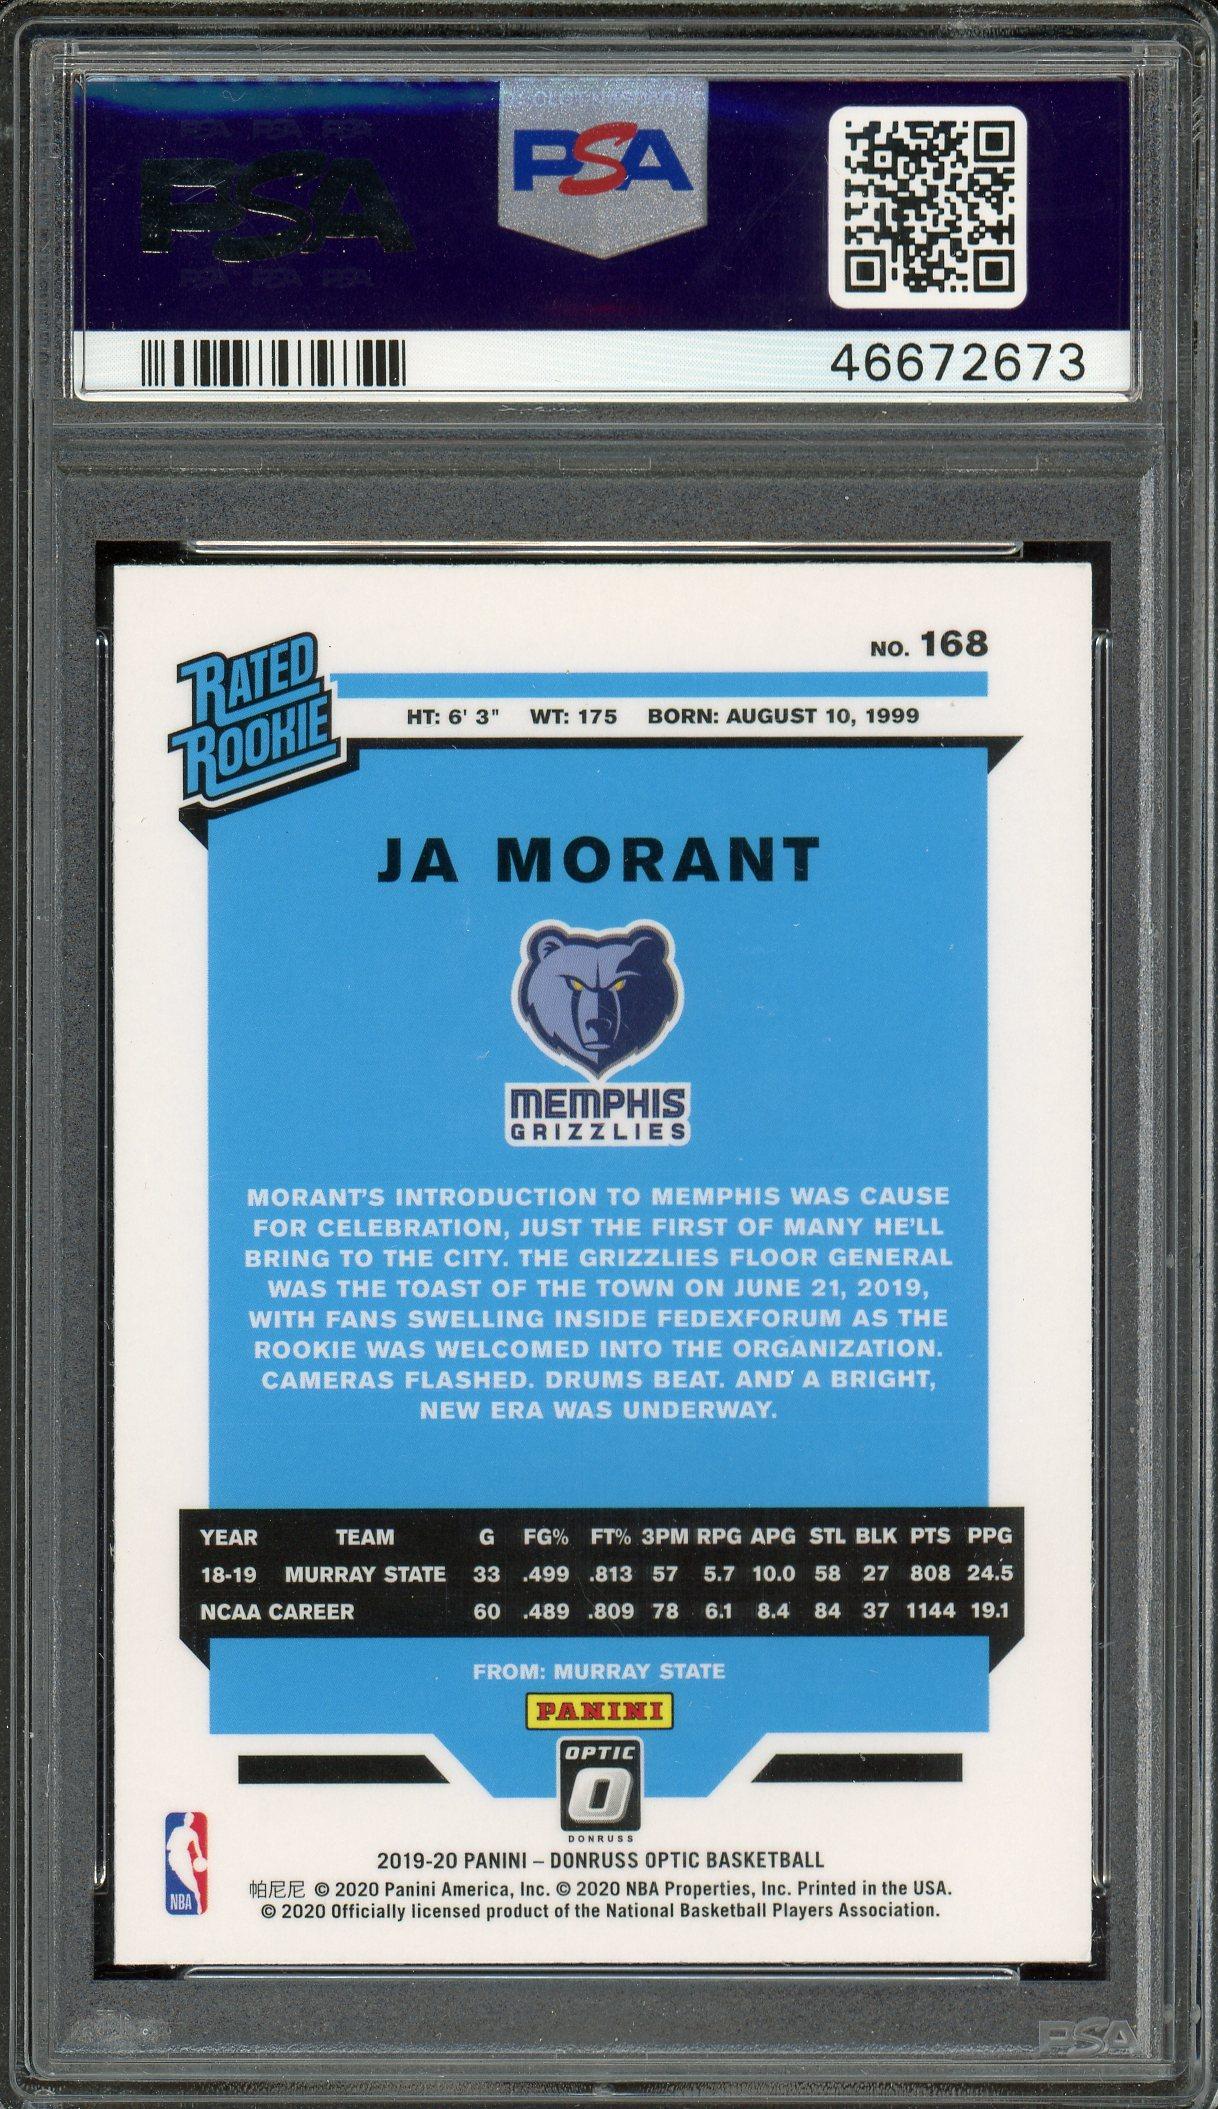 PSA PSA PSA
PSA
PSA PSA PSA
PSA
46672673
RATED
ROOKIE
NO. 168
HT: 6' 3" WT: 175 BORN: AUGUST 10, 1999
JA MORANT
MEMPHIS
GRIZZLIES
MORANT'S INTRODUCTION TO MEMPHIS WAS CAUSE
FOR CELEBRATION, JUST THE FIRST OF MANY HE'LL
BRING TO THE CITY. THE GRIZZLIES FLOOR GENERAL
WAS THE TOAST OF THE TOWN ON JUNE 21, 2019,
WITH FANS SWELLING INSIDE FEDEXFORUM AS THE
ROOKIE WAS WELCOMED INTO THE ORGANIZATION.
CAMERAS FLASHED. DRUMS BEAT. AND A BRIGHT,
NEW ERA WAS UNDERWAY.
YEAR TEAM G FG% FT% 3PM RPG APG STL BLK PTS PPG
18-19 MURRAY STATE 33 .499 .813 57 5.7 10.0 58 27 808 24.5
NCAA CAREER 60 .489 .809 78 6.1 8.4 84 37 1144 19.1
FROM: MURRAY STATE
PANINI
OPTIC
O
DONRUSS
NBA
2019-20 PANINI – DONRUSS OPTIC BASKETBALL
帕尼尼 © 2020 Panini America, Inc. © 2020 NBA Properties, Inc. Printed in the USA.
© 2020 Officially licensed product of the National Basketball Players Association.
PSA